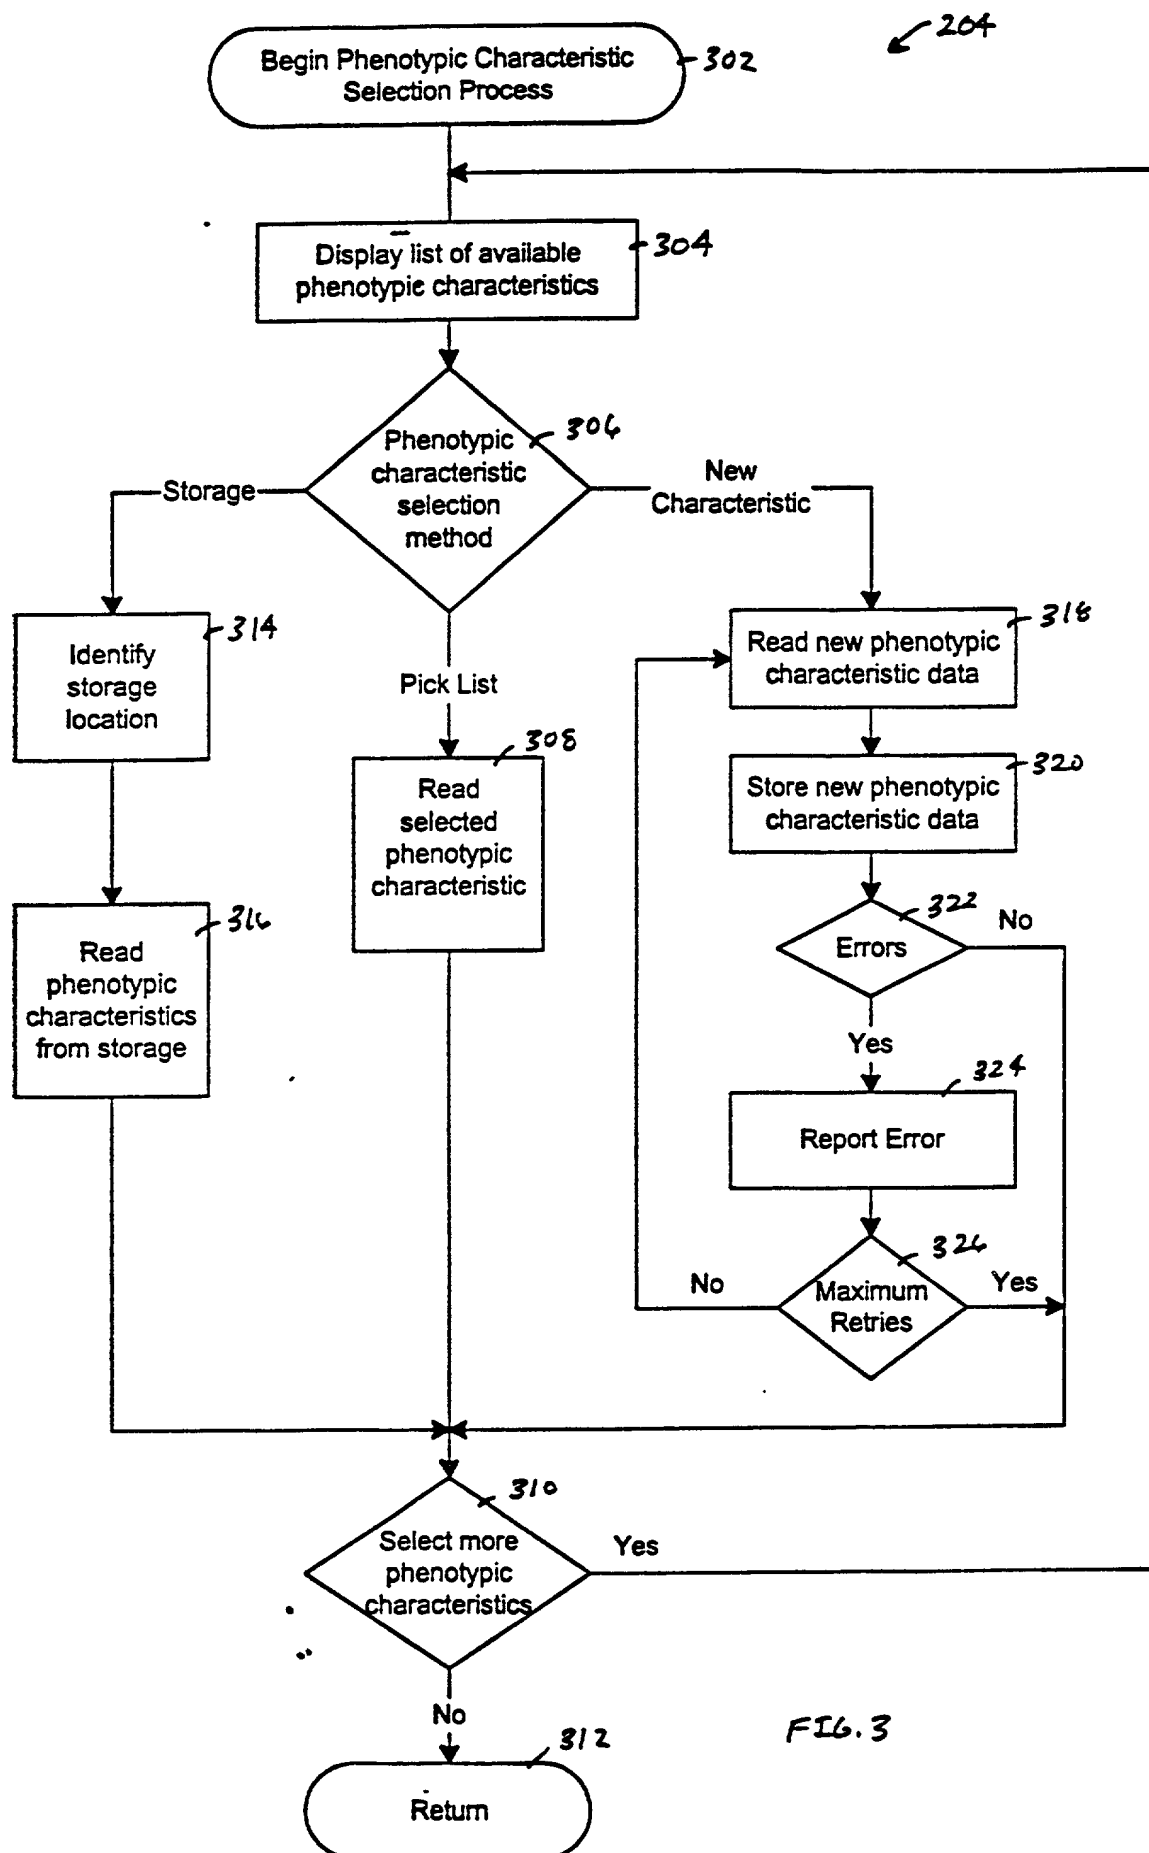 204
Begin Phenotypic Characteristic
Selection Process
302
Display list of available
phenotypic characteristics
304
Phenotypic
characteristic
selection
method
306
Storage
New
Characteristic
Pick List
Identify
storage
location
314
Read new phenotypic
characteristic data
318
Read
selected
phenotypic
characteristic
308
Store new phenotypic
characteristic data
320
Read
phenotypic
characteristics
from storage
316
Errors
322
No
Yes
Report Error
324
Maximum
Retries
326
No
Yes
Select more
phenotypic
characteristics
310
Yes
No
Return
312
FIG. 3